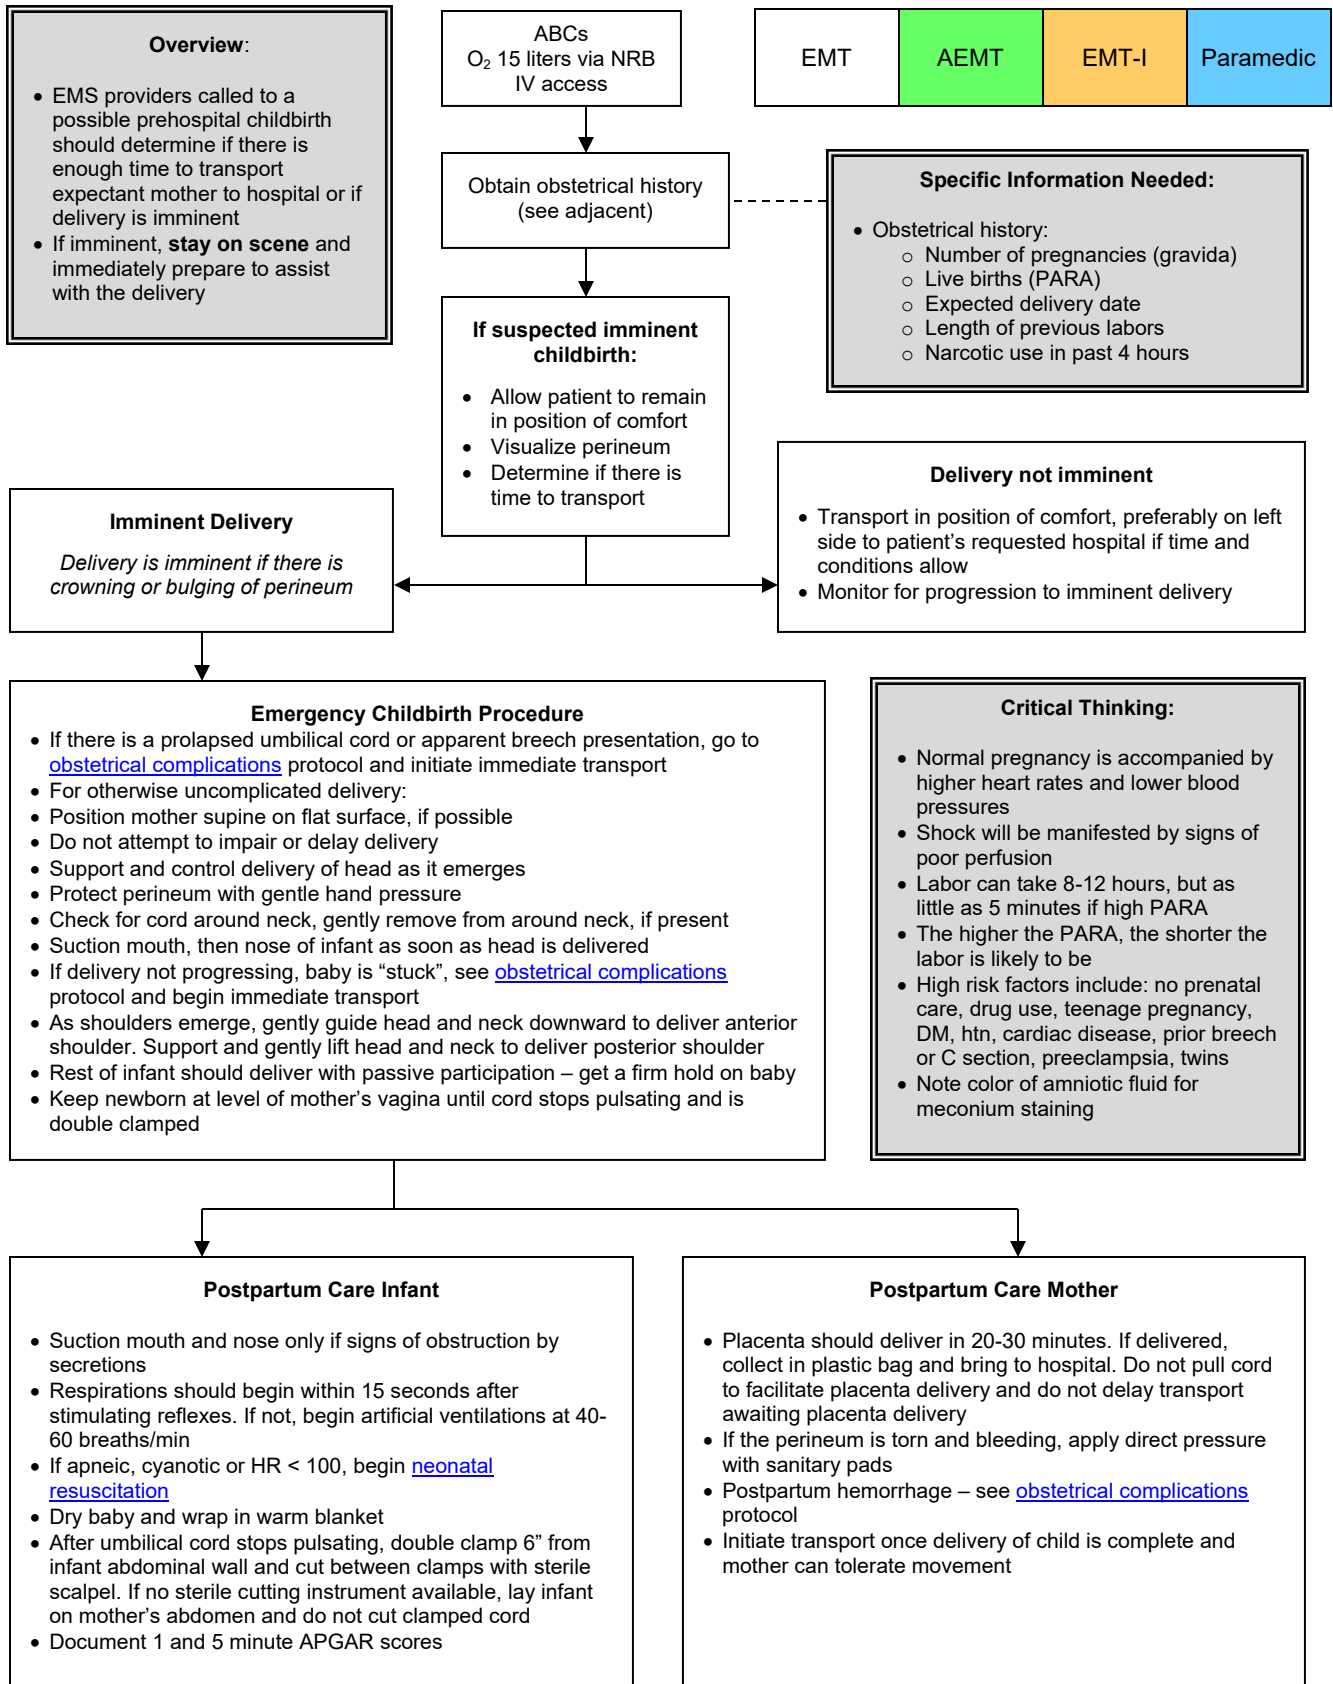 Overview:
• EMS providers called to a
possible prehospital childbirth
should determine if there is
enough time to transport
expectant mother to hospital or if
delivery is imminent
• If imminent, stay on scene and
immediately prepare to assist
with the delivery
ABCs
O2 15 liters via NRB
IV access
EMT
AEMT
EMT-I
Paramedic
Obtain obstetrical history
(see adjacent)
Specific Information Needed:
• Obstetrical history:
o Number of pregnancies (gravida)
o Live births (PARA)
o Expected delivery date
o Length of previous labors
o Narcotic use in past 4 hours
If suspected imminent
childbirth:
• Allow patient to remain
in position of comfort
• Visualize perineum
• Determine if there is
time to transport
Imminent Delivery
Delivery is imminent if there is
crowning or bulging of perineum
Delivery not imminent
• Transport in position of comfort, preferably on left
side to patient’s requested hospital if time and
conditions allow
• Monitor for progression to imminent delivery
Emergency Childbirth Procedure
• If there is a prolapsed umbilical cord or apparent breech presentation, go to
obstetrical complications protocol and initiate immediate transport
• For otherwise uncomplicated delivery:
• Position mother supine on flat surface, if possible
• Do not attempt to impair or delay delivery
• Support and control delivery of head as it emerges
• Protect perineum with gentle hand pressure
• Check for cord around neck, gently remove from around neck, if present
• Suction mouth, then nose of infant as soon as head is delivered
• If delivery not progressing, baby is “stuck”, see obstetrical complications
protocol and begin immediate transport
• As shoulders emerge, gently guide head and neck downward to deliver anterior
shoulder. Support and gently lift head and neck to deliver posterior shoulder
• Rest of infant should deliver with passive participation – get a firm hold on baby
• Keep newborn at level of mother’s vagina until cord stops pulsating and is
double clamped
Critical Thinking:
• Normal pregnancy is accompanied by
higher heart rates and lower blood
pressures
• Shock will be manifested by signs of
poor perfusion
• Labor can take 8-12 hours, but as
little as 5 minutes if high PARA
• The higher the PARA, the shorter the
labor is likely to be
• High risk factors include: no prenatal
care, drug use, teenage pregnancy,
DM, htn, cardiac disease, prior breech
or C section, preeclampsia, twins
• Note color of amniotic fluid for
meconium staining
Postpartum Care Infant
• Suction mouth and nose only if signs of obstruction by
secretions
• Respirations should begin within 15 seconds after
stimulating reflexes. If not, begin artificial ventilations at 40-
60 breaths/min
• If apneic, cyanotic or HR < 100, begin neonatal
resuscitation
• Dry baby and wrap in warm blanket
• After umbilical cord stops pulsating, double clamp 6” from
infant abdominal wall and cut between clamps with sterile
scalpel. If no sterile cutting instrument available, lay infant
on mother’s abdomen and do not cut clamped cord
• Document 1 and 5 minute APGAR scores
Postpartum Care Mother
• Placenta should deliver in 20-30 minutes. If delivered,
collect in plastic bag and bring to hospital. Do not pull cord
to facilitate placenta delivery and do not delay transport
awaiting placenta delivery
• If the perineum is torn and bleeding, apply direct pressure
with sanitary pads
• Postpartum hemorrhage – see obstetrical complications
protocol
• Initiate transport once delivery of child is complete and
mother can tolerate movement